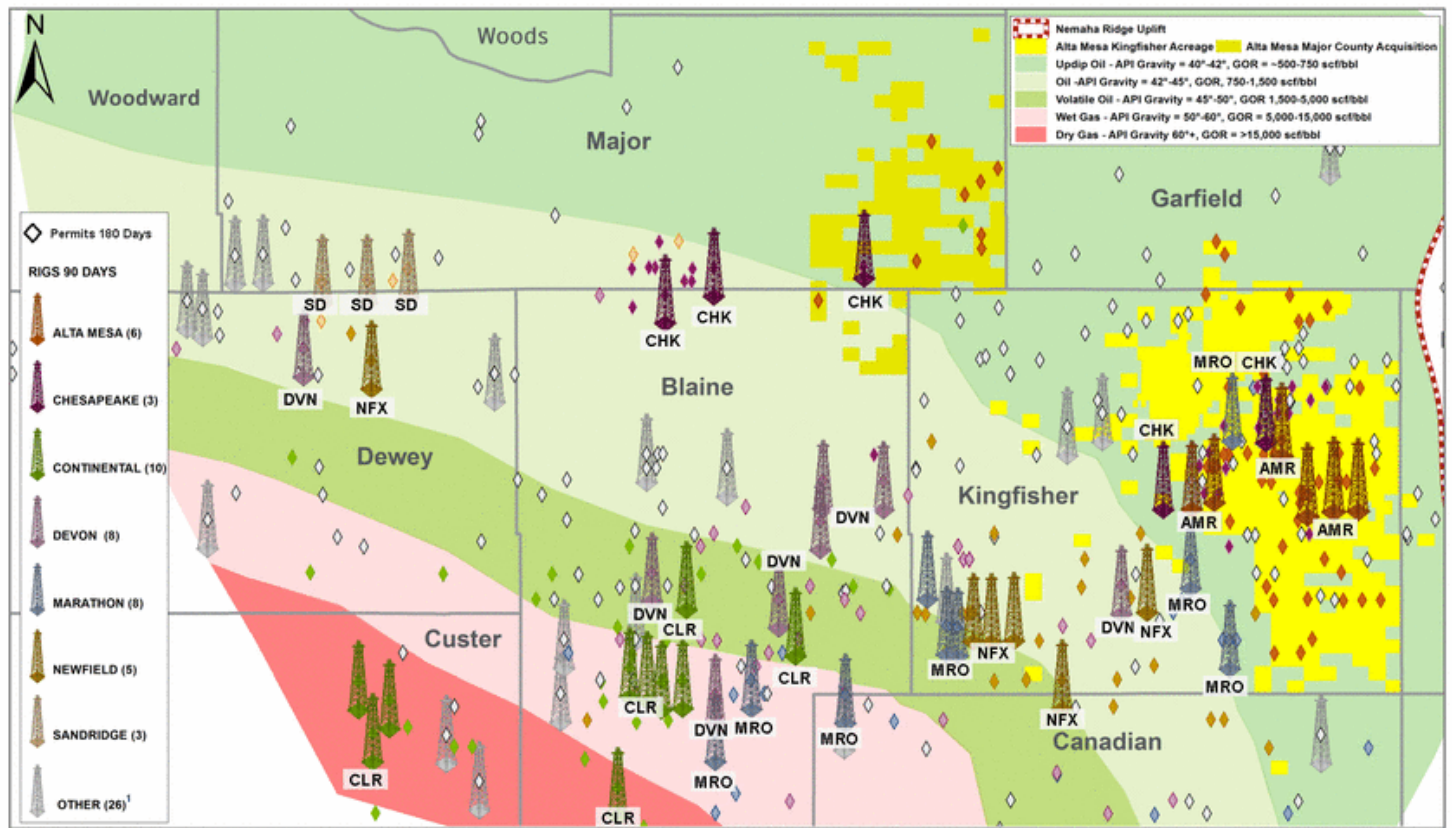 N
Woods
Woodward
Major
Garfield
Nemaha Ridge Uplift
Alta Mesa Kingfisher Acreage
Alta Mesa Major County Acquisition
Updip Oil - API Gravity = 40°-42°, GOR = ~500-750 scf/bbl
Oil -API Gravity = 42°-45°, GOR, 750-1,500 scf/bbl
Volatile Oil - API Gravity = 45°-50°, GOR 1,500-5,000 scf/bbl
Wet Gas - API Gravity = 50°-60°, GOR = 5,000-15,000 scf/bbl
Dry Gas - API Gravity 60°+, GOR = >15,000 scf/bbl
Permits 180 Days
RIGS 90 DAYS
ALTA MESA (6)
CHESAPEAKE (3)
CONTINENTAL (10)
DEVON (8)
MARATHON (8)
NEWFIELD (5)
SANDRIDGE (3)
OTHER (26)¹
SD SD SD
CHK
CHK
CHK
DVN
NFX
Blaine
MRO CHK
Dewey
CHK
AMR
Kingfisher
DVN
AMR
AMR
DVN
DVN
CLR
MRO
DVN
NFX
Custer
NFX
MRO
CLR
MRO
CLR
DVN MRO
MRO
NFX
Canadian
CLR
MRO
CLR